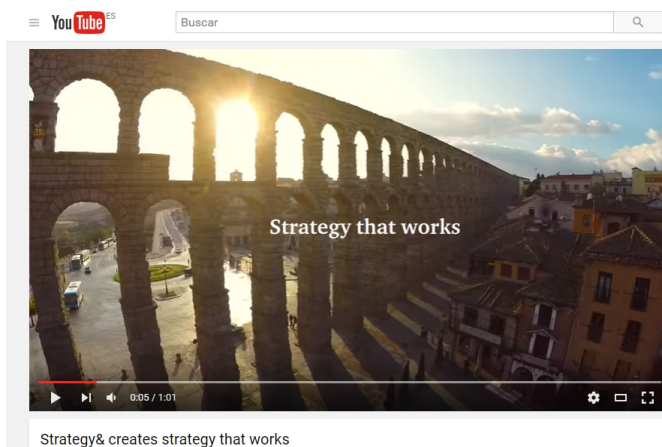 YouTube ES
Buscar
Strategy that works
0:05 / 1:01
Strategy& creates strategy that works